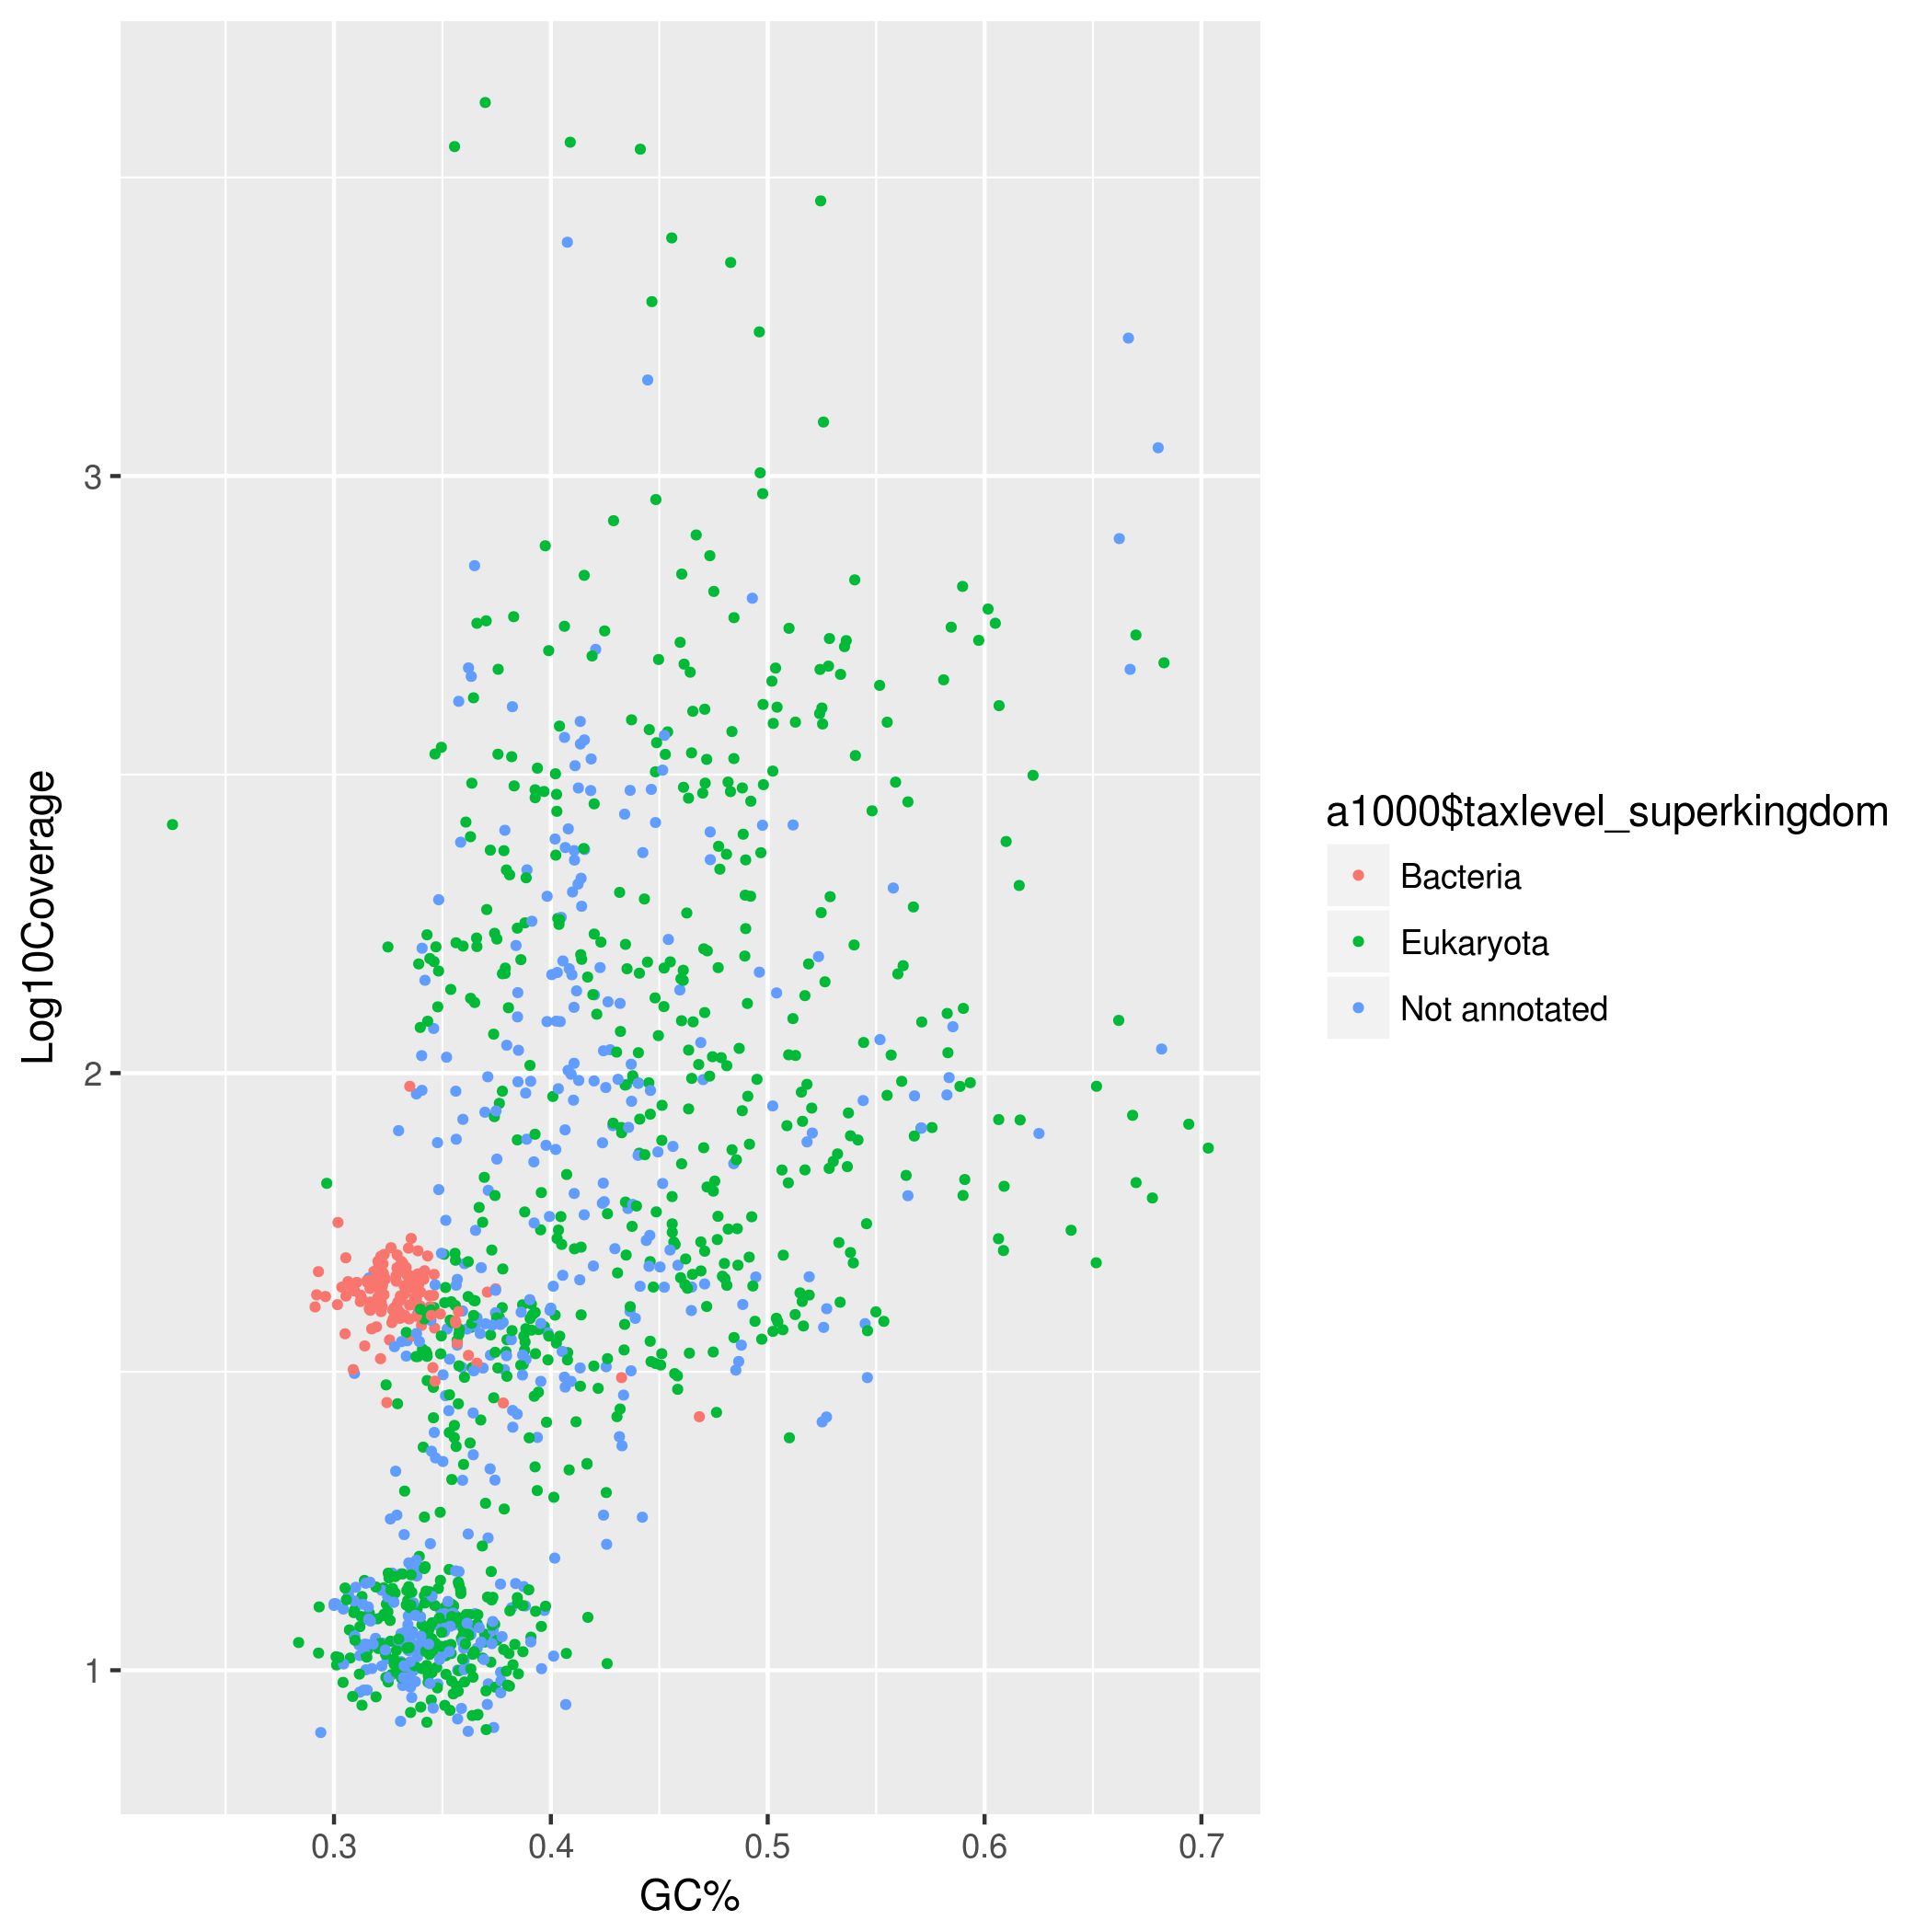 3
2
1
Log10Coverage
0.3 0.4 0.5 0.6 0.7
GC%
a1000$taxlevel_superkingdom
Bacteria
Eukaryota
Not annotated